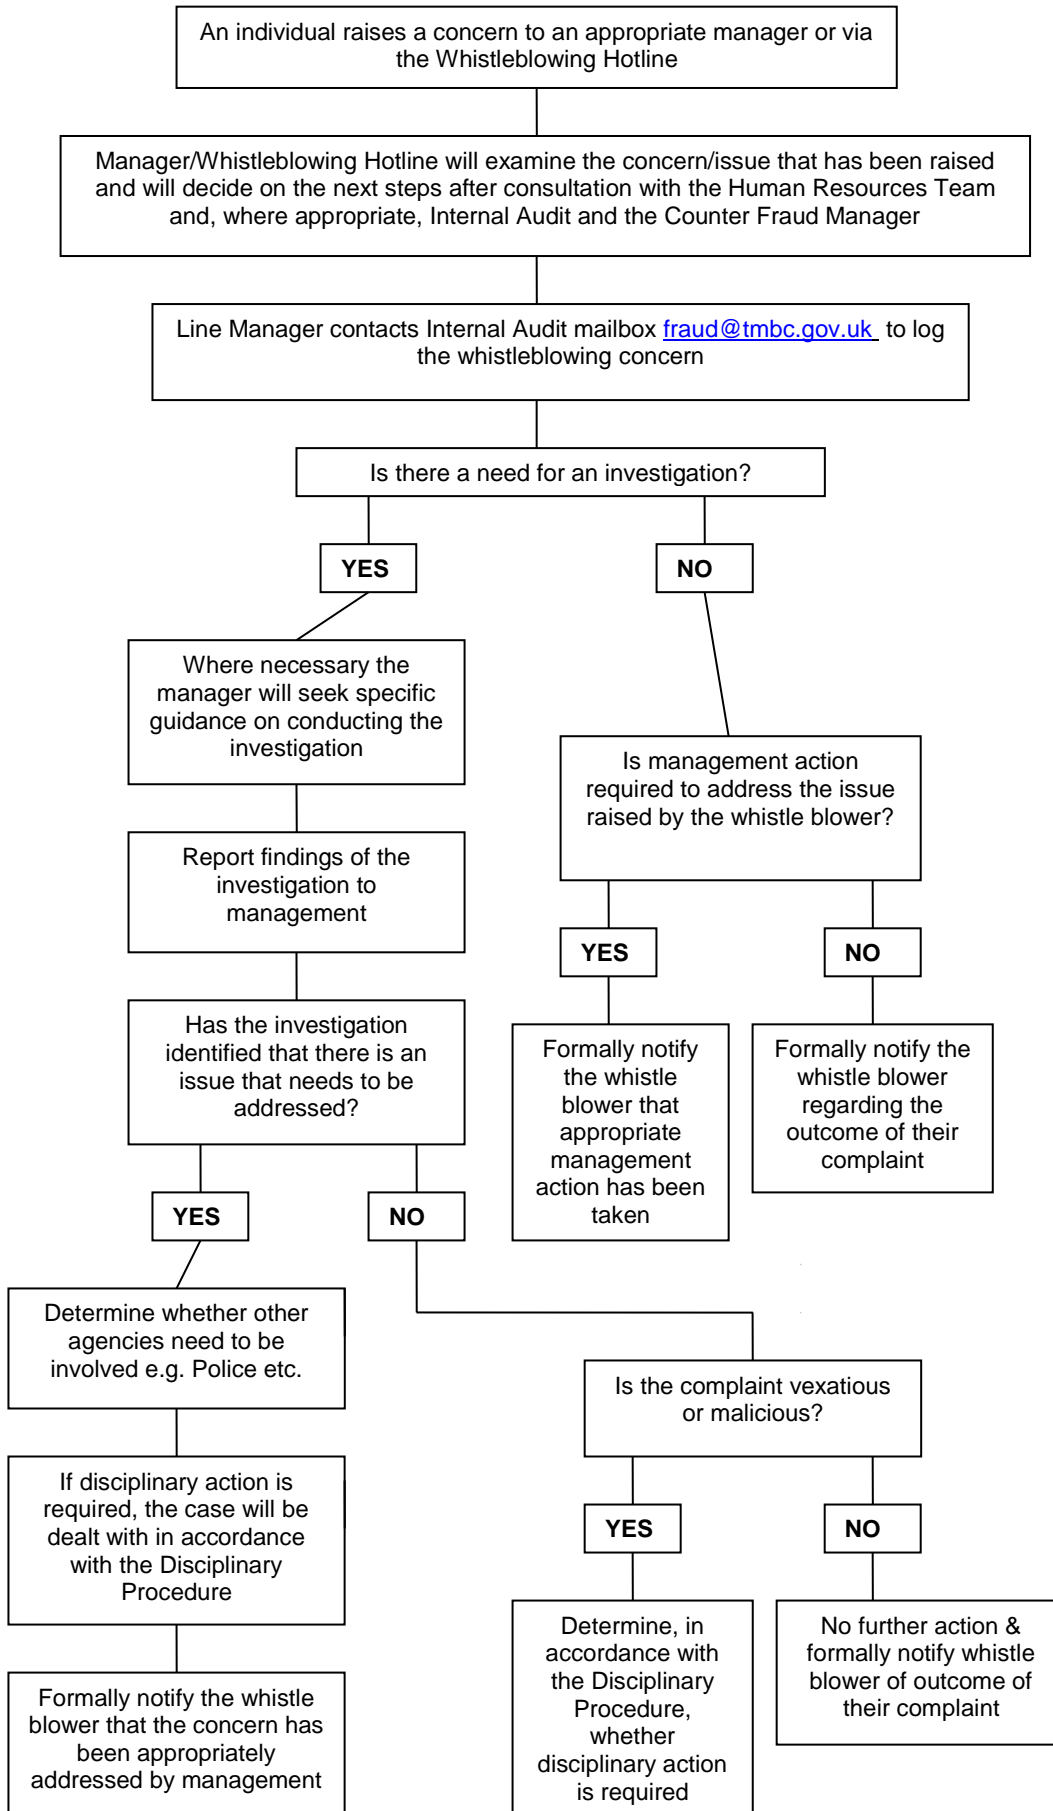 An individual raises a concern to an appropriate manager or via
the Whistleblowing Hotline
Manager/Whistleblowing Hotline will examine the concern/issue that has been raised
and will decide on the next steps after consultation with the Human Resources Team
and, where appropriate, Internal Audit and the Counter Fraud Manager
Line Manager contacts Internal Audit mailbox fraud@tmbc.gov.uk to log
the whistleblowing concern
Is there a need for an investigation?
YES
NO
Where necessary the
manager will seek specific
guidance on conducting the
investigation
Is management action
required to address the issue
raised by the whistle blower?
Report findings of the
investigation to
management
YES
NO
Has the investigation
identified that there is an
issue that needs to be
addressed?
Formally notify
the whistle
blower that
appropriate
management
action has been
taken
Formally notify the
whistle blower
regarding the
outcome of their
complaint
YES
NO
Determine whether other
agencies need to be
involved e.g. Police etc.
Is the complaint vexatious
or malicious?
If disciplinary action is
required, the case will be
dealt with in accordance
with the Disciplinary
Procedure
YES
NO
Formally notify the whistle
blower that the concern has
been appropriately
addressed by management
Determine, in
accordance with
the Disciplinary
Procedure,
whether
disciplinary action
is required
No further action &
formally notify whistle
blower of outcome of
their complaint